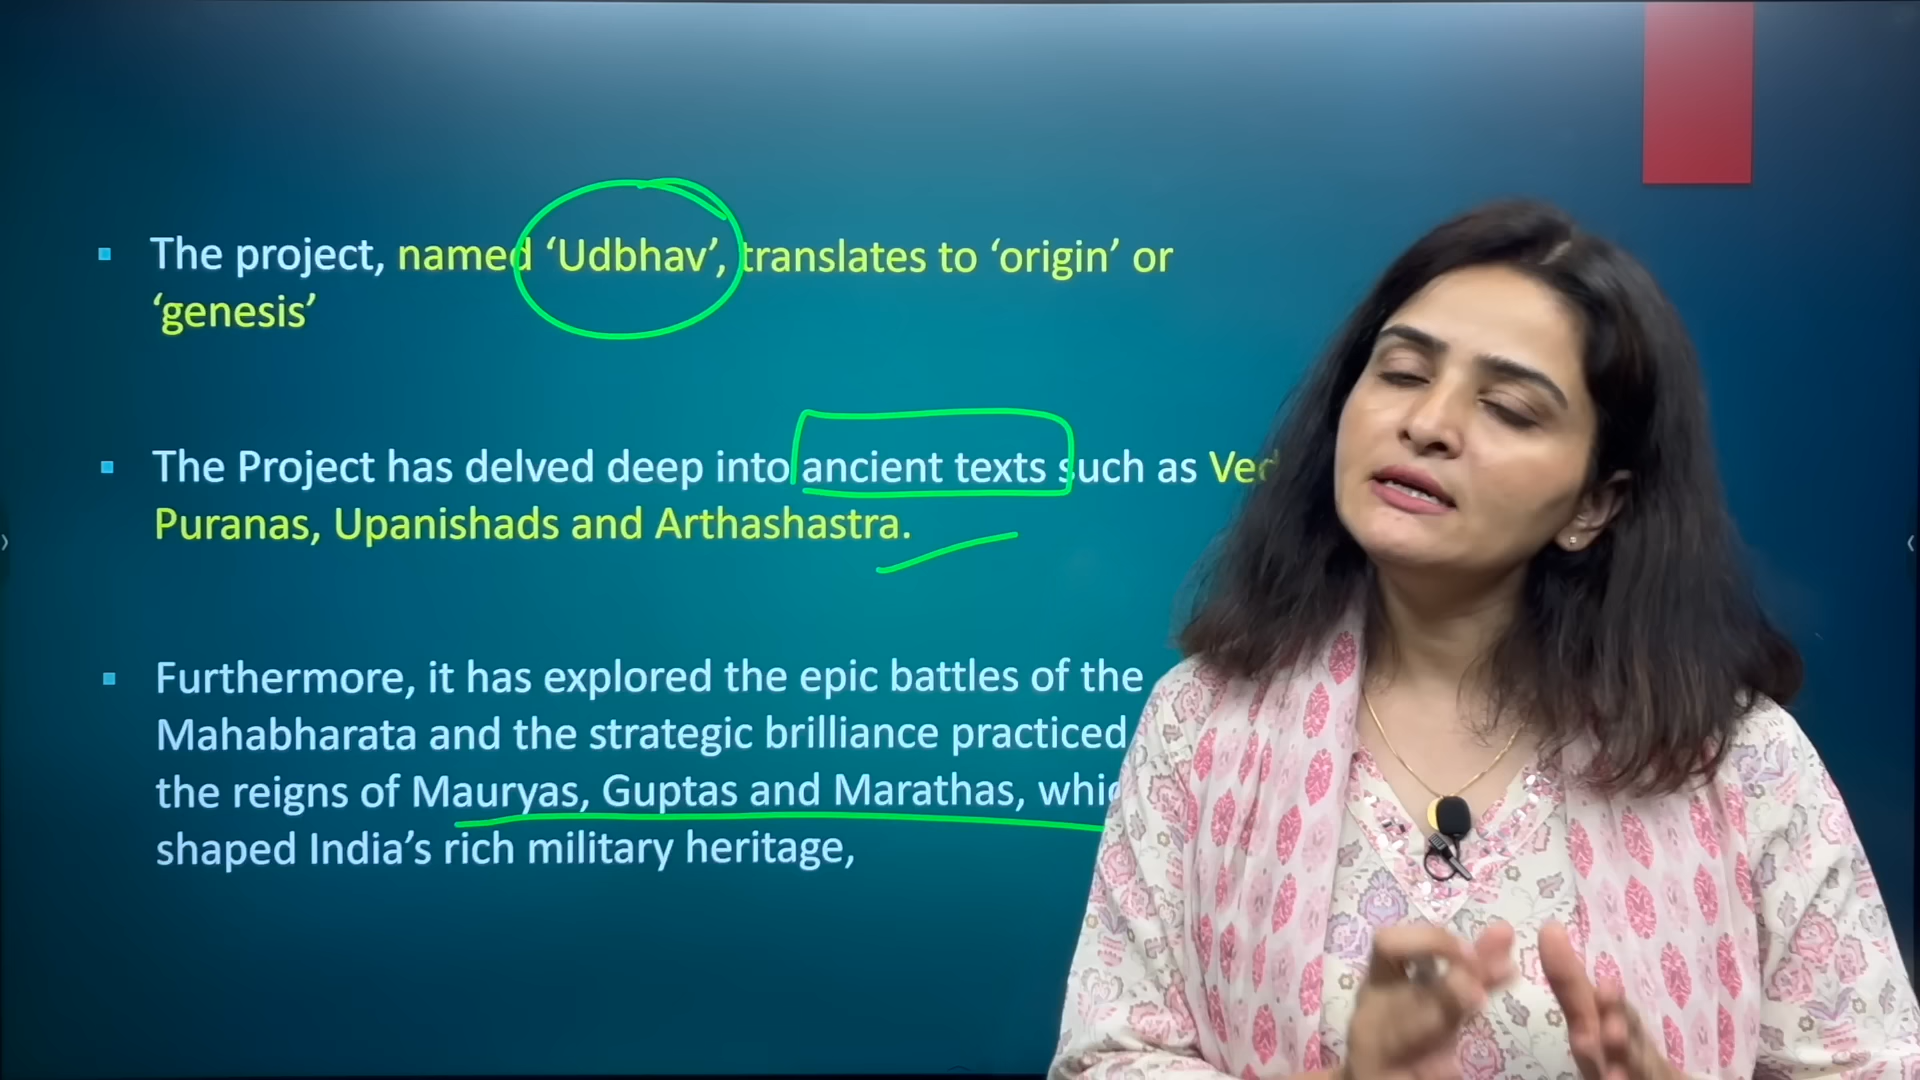 The project, named ‘Udbhav’, translates to ‘origin’ or
‘genesis’
The Project has delved deep into ancient texts such as
Puranas, Upanishads and Arthashastra.
Furthermore, it has explored the epic battles of the
Mahabharata and the strategic brilliance practiced
the reigns of Mauryas, Guptas and Marathas,
shaped India’s rich military heritage,